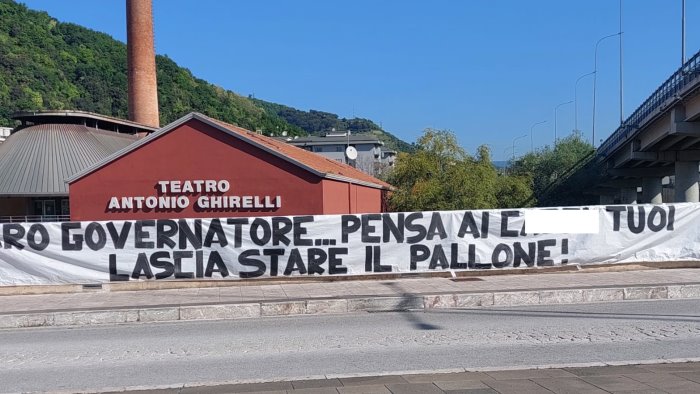 TEATRO
ANTONIO GHIRELLI
RO GOVERNATORE... PENSA AI TUOI
LASCIA STARE IL PALLONE!